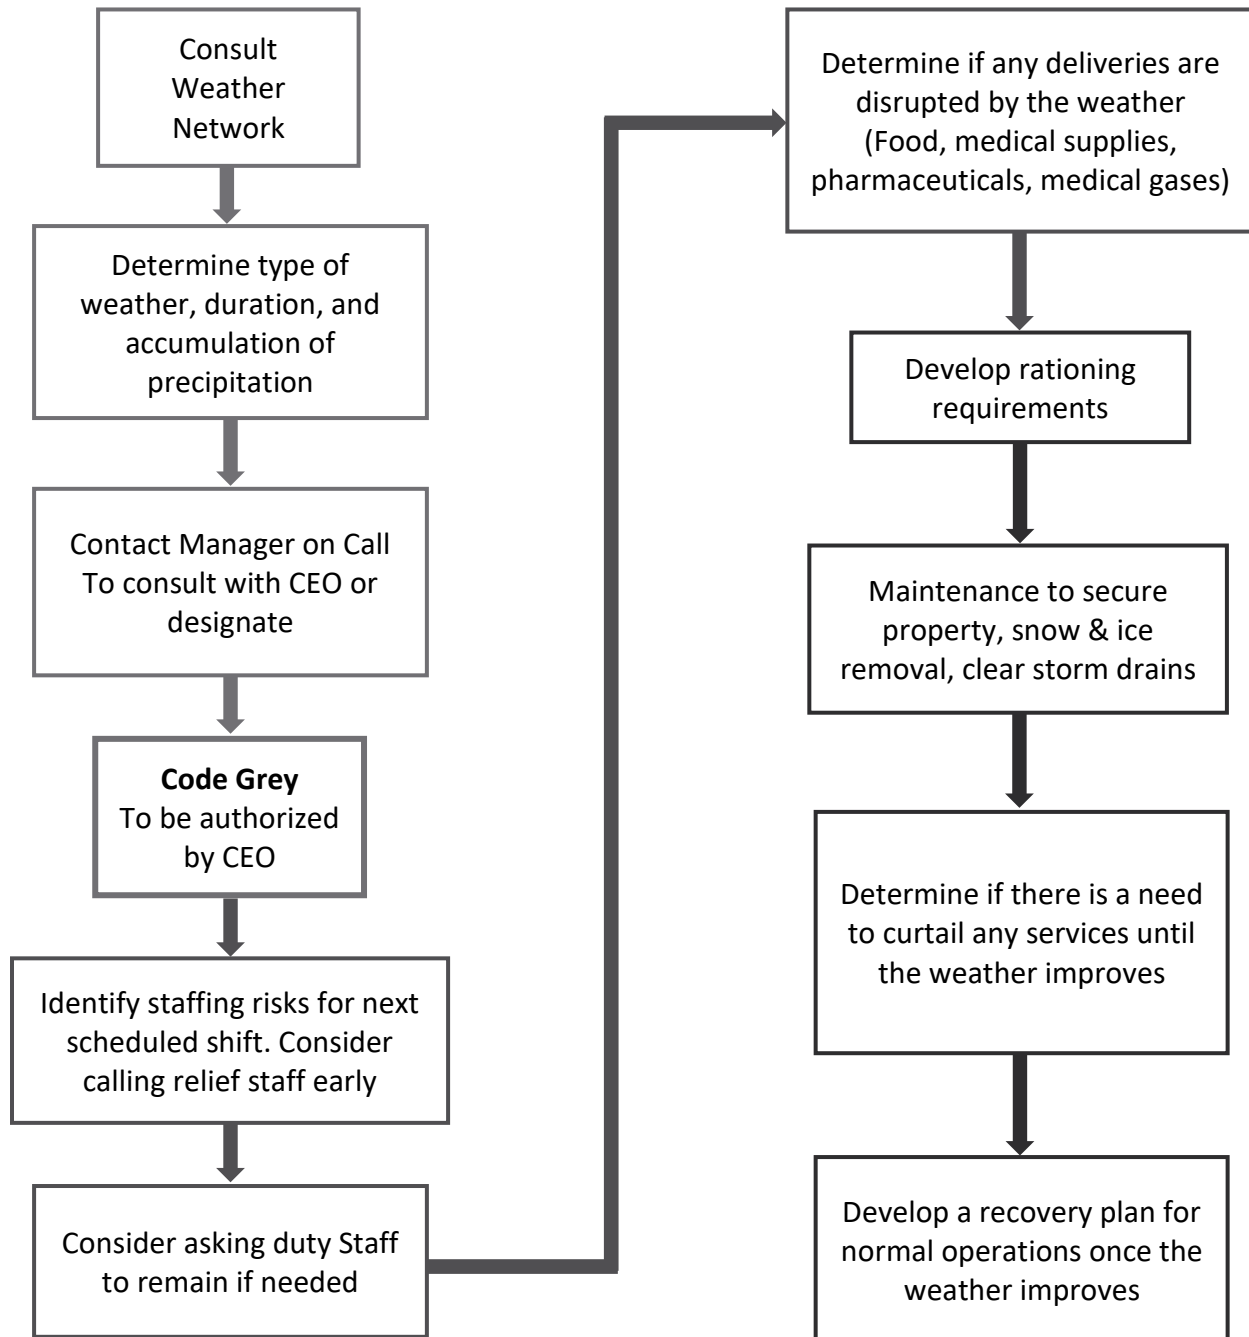 Consult
Weather
Network
Determine type of
weather, duration, and
accumulation of
precipitation
Contact Manager on Call
To consult with CEO or
designate
Code Grey
To be authorized
by CEO
Identify staffing risks for next
scheduled shift. Consider
calling relief staff early
Consider asking duty Staff
to remain if needed
Determine if any deliveries are
disrupted by the weather
(Food, medical supplies,
pharmaceuticals, medical gases)
Develop rationing
requirements
Maintenance to secure
property, snow & ice
removal, clear storm drains
Determine if there is a need
to curtail any services until
the weather improves
Develop a recovery plan for
normal operations once the
weather improves